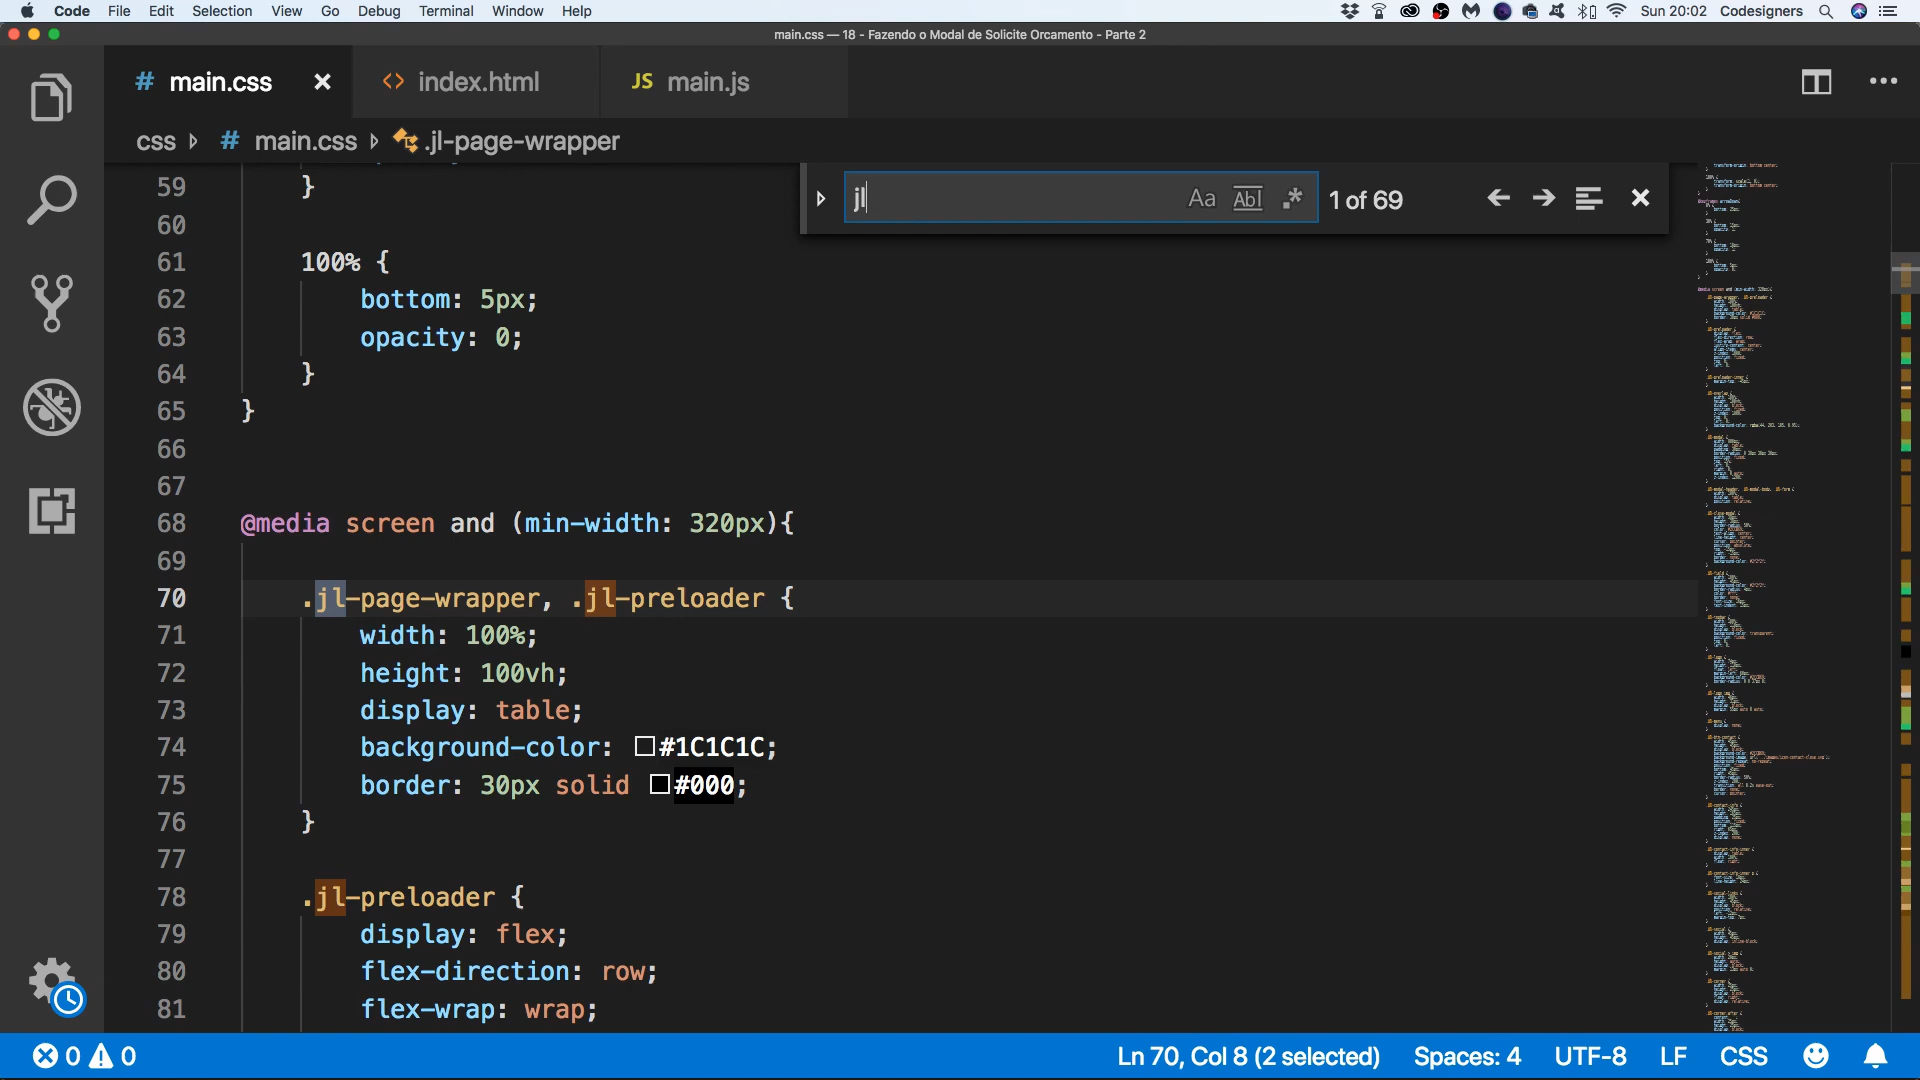 Code File Edit Selection View Go Debug Terminal Window Help Sun 20:02 Codesigners
main.css — 18 - Fazendo o Modal de Solicite Orcamento - Parte 2
# main.css × <> index.html JS main.js
css # main.css .jl-page-wrapper
jl Aa Abl .* 1 of 69
59 }
60
61 100% {
62 bottom: 5px;
63 opacity: 0;
64 }
65 }
66
67
68 @media screen and (min-width: 320px){
69
70 .jl-page-wrapper, .jl-preloader {
71 width: 100%;
72 height: 100vh;
73 display: table;
74 background-color: #1C1C1C;
75 border: 30px solid #000;
76 }
77
78 .jl-preloader {
79 display: flex;
80 flex-direction: row;
81 flex-wrap: wrap;
0 0 Ln 70, Col 8 (2 selected) Spaces: 4 UTF-8 LF CSS